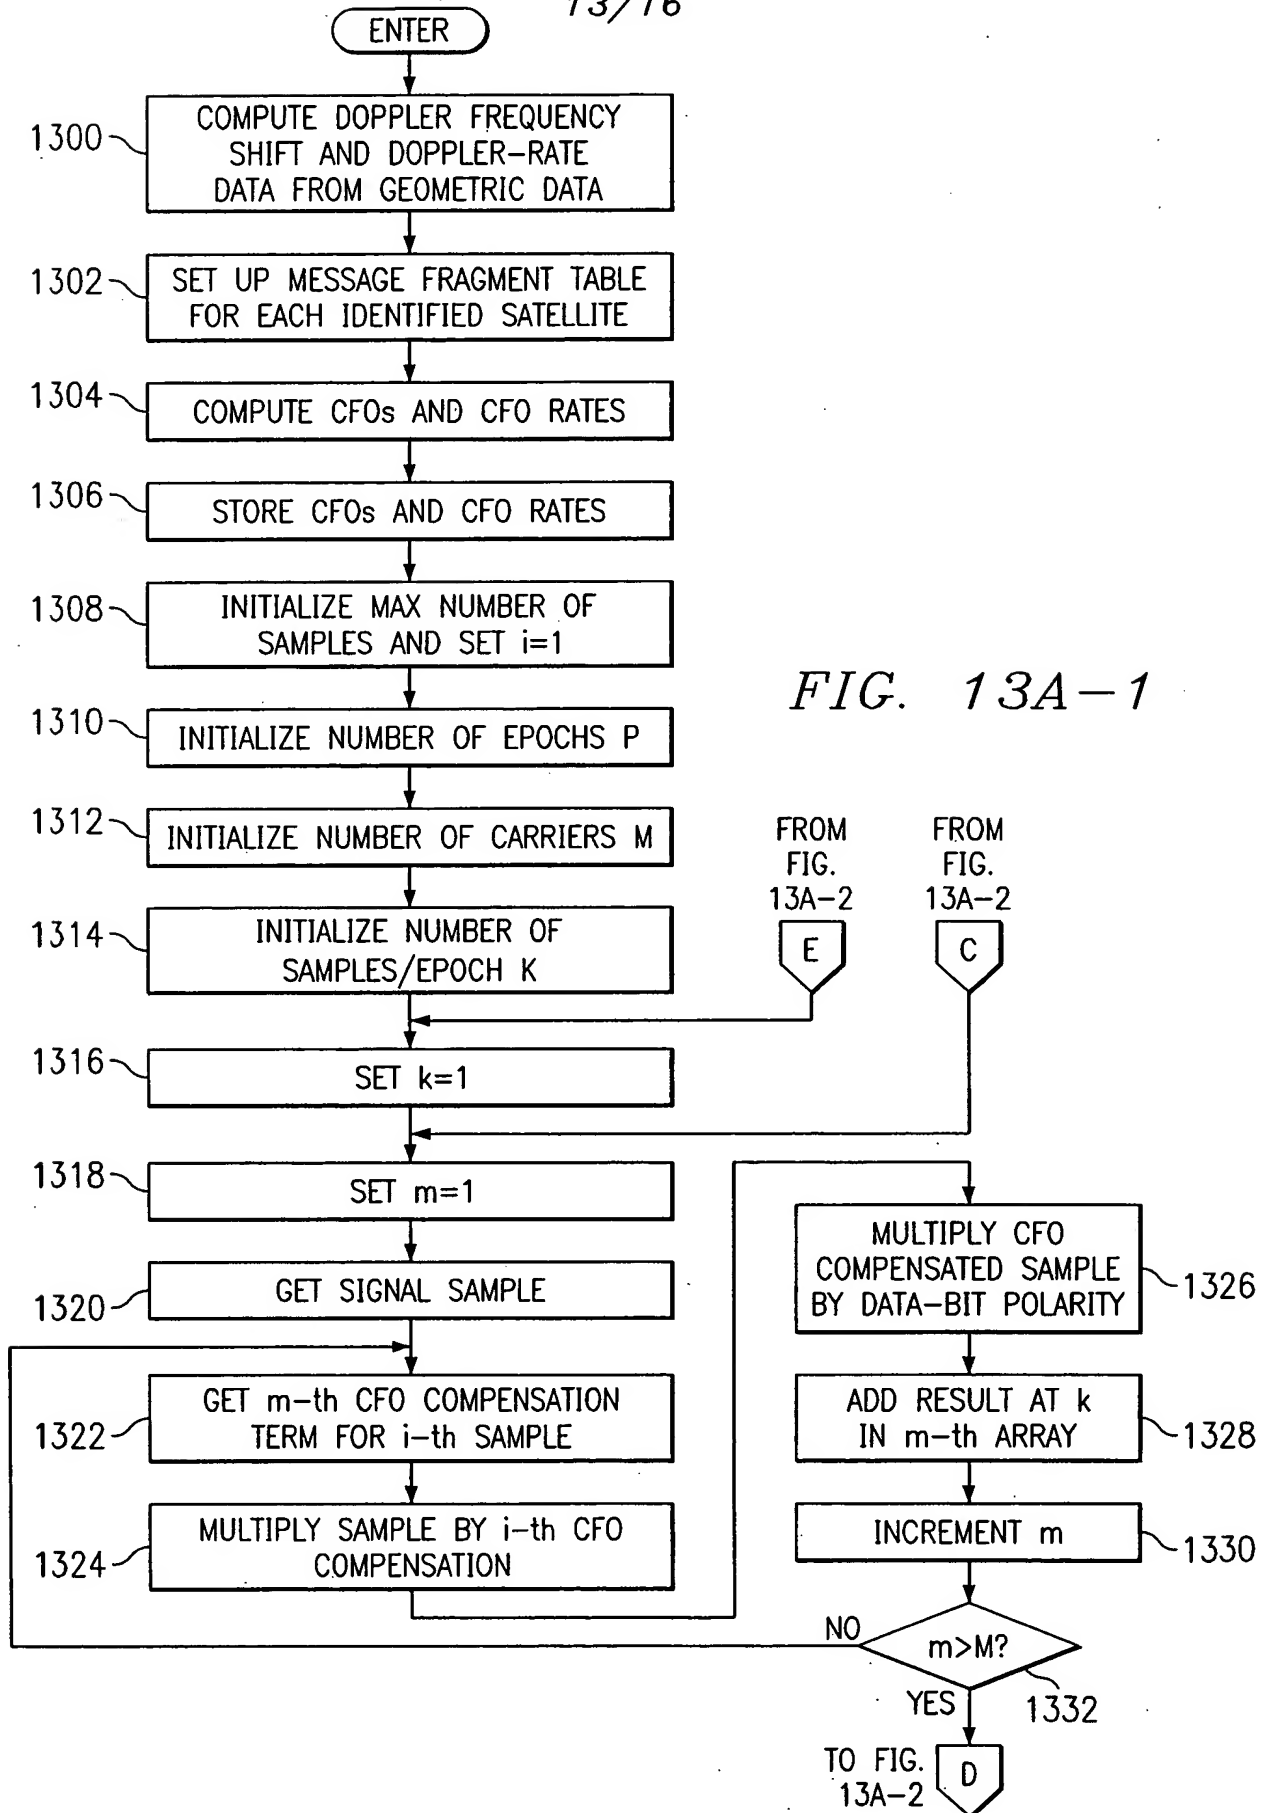 13/16
ENTER
1300
COMPUTE DOPPLER FREQUENCY
SHIFT AND DOPPLER-RATE
DATA FROM GEOMETRIC DATA
1302
SET UP MESSAGE FRAGMENT TABLE
FOR EACH IDENTIFIED SATELLITE
1304
COMPUTE CFOs AND CFO RATES
1306
STORE CFOs AND CFO RATES
1308
INITIALIZE MAX NUMBER OF
SAMPLES AND SET i=1
FIG. 13A-1
1310
INITIALIZE NUMBER OF EPOCHS P
1312
INITIALIZE NUMBER OF CARRIERS M
1314
INITIALIZE NUMBER OF
SAMPLES/EPOCH K
FROM
FIG.
13A-2
E
FROM
FIG.
13A-2
C
1316
SET k=1
1318
SET m=1
1320
GET SIGNAL SAMPLE
1322
GET m-th CFO COMPENSATION
TERM FOR i-th SAMPLE
1324
MULTIPLY SAMPLE BY i-th CFO
COMPENSATION
MULTIPLY CFO
COMPENSATED SAMPLE
BY DATA-BIT POLARITY
1326
ADD RESULT AT k
IN m-th ARRAY
1328
INCREMENT m
1330
NO
m>M?
1332
YES
TO FIG.
13A-2
D